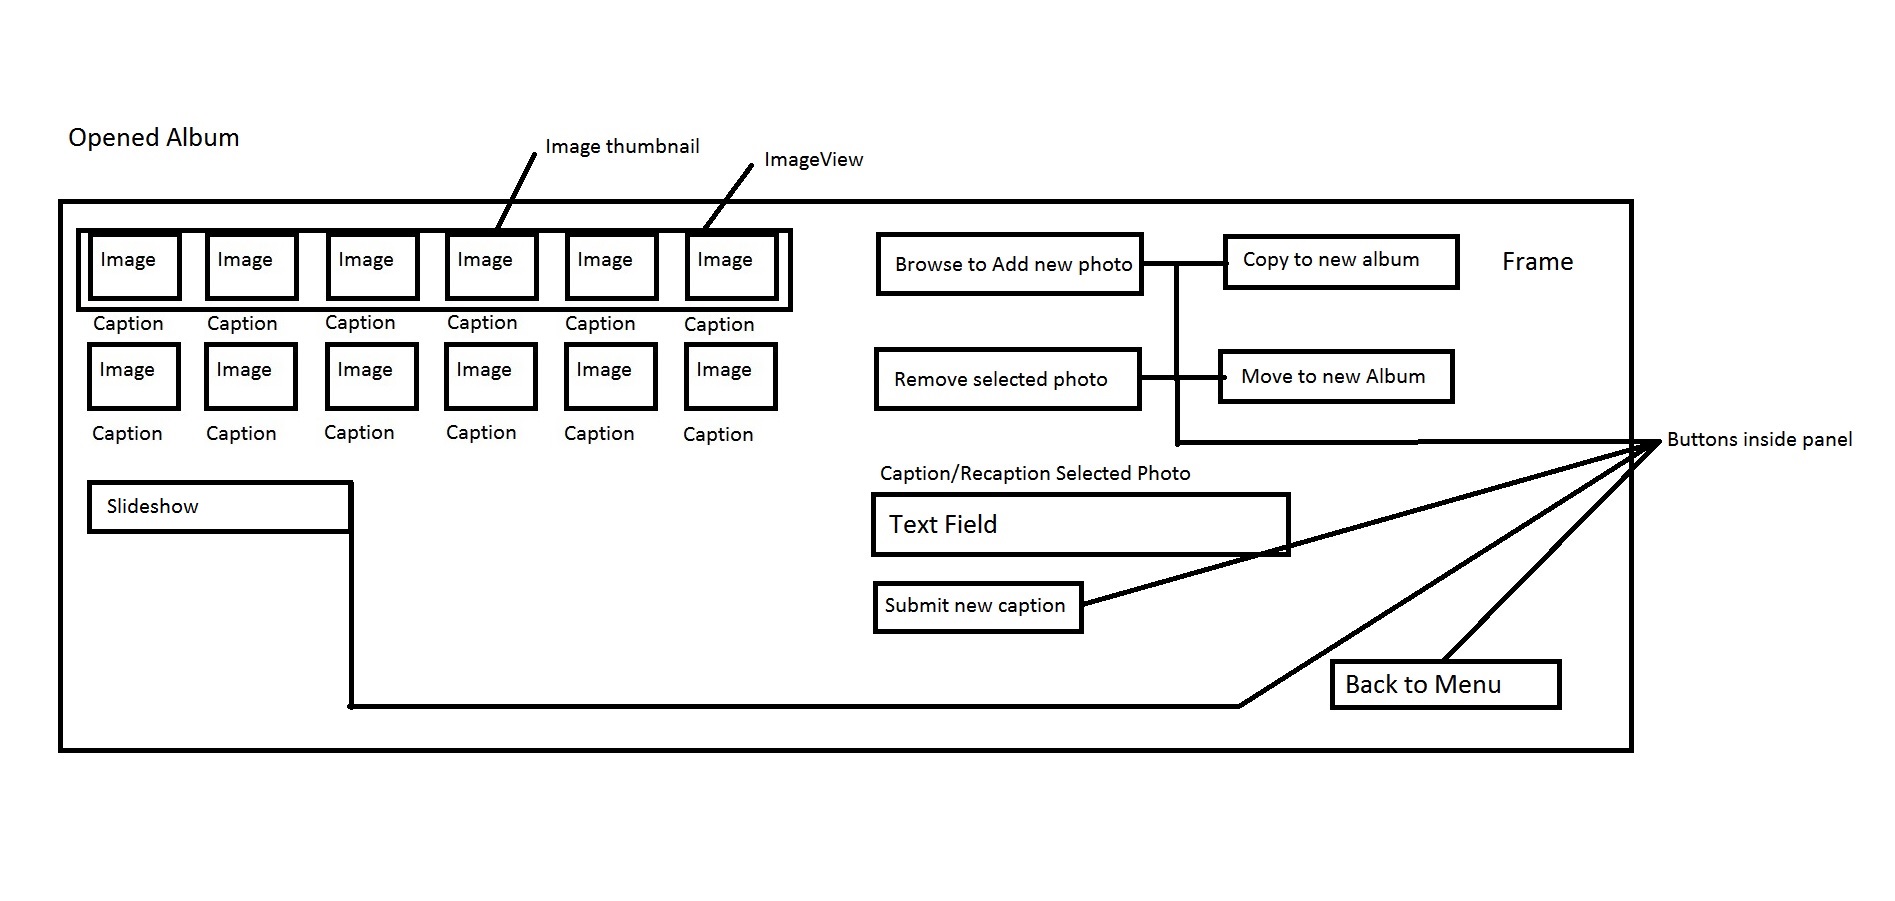 Opened Album
Image thumbnail
ImageView
Image Image Image Image Image Image
Caption Caption Caption Caption Caption Caption
Image Image Image Image Image Image
Caption Caption Caption Caption Caption Caption
Slideshow
Browse to Add new photo
Copy to new album
Frame
Remove selected photo
Move to new Album
Buttons inside panel
Caption/Recaption Selected Photo
Text Field
Submit new caption
Back to Menu